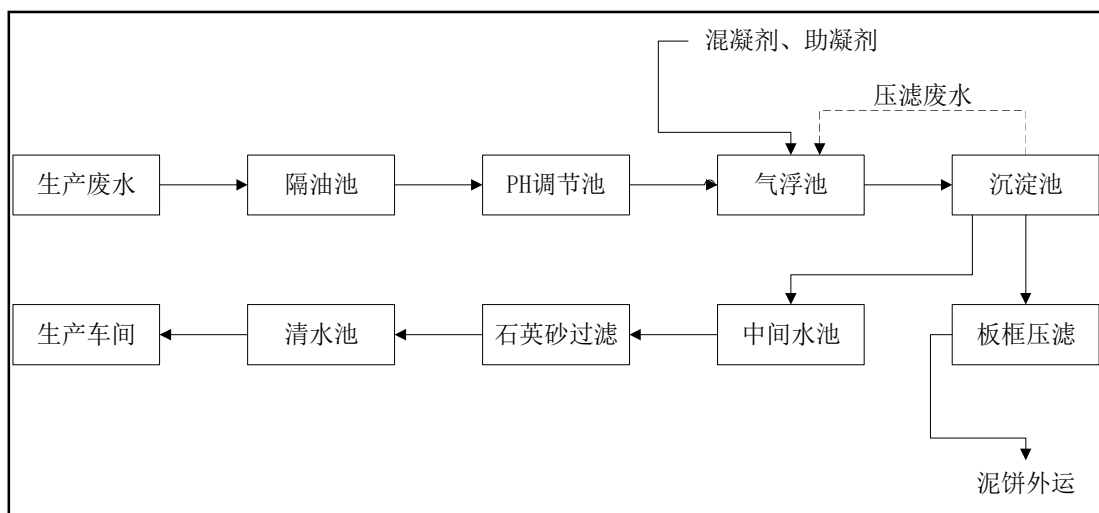 混凝剂、助凝剂
压滤废水
生产废水
隔油池
PH调节池
气浮池
沉淀池
生产车间
清水池
石英砂过滤
中间水池
板框压滤
泥饼外运